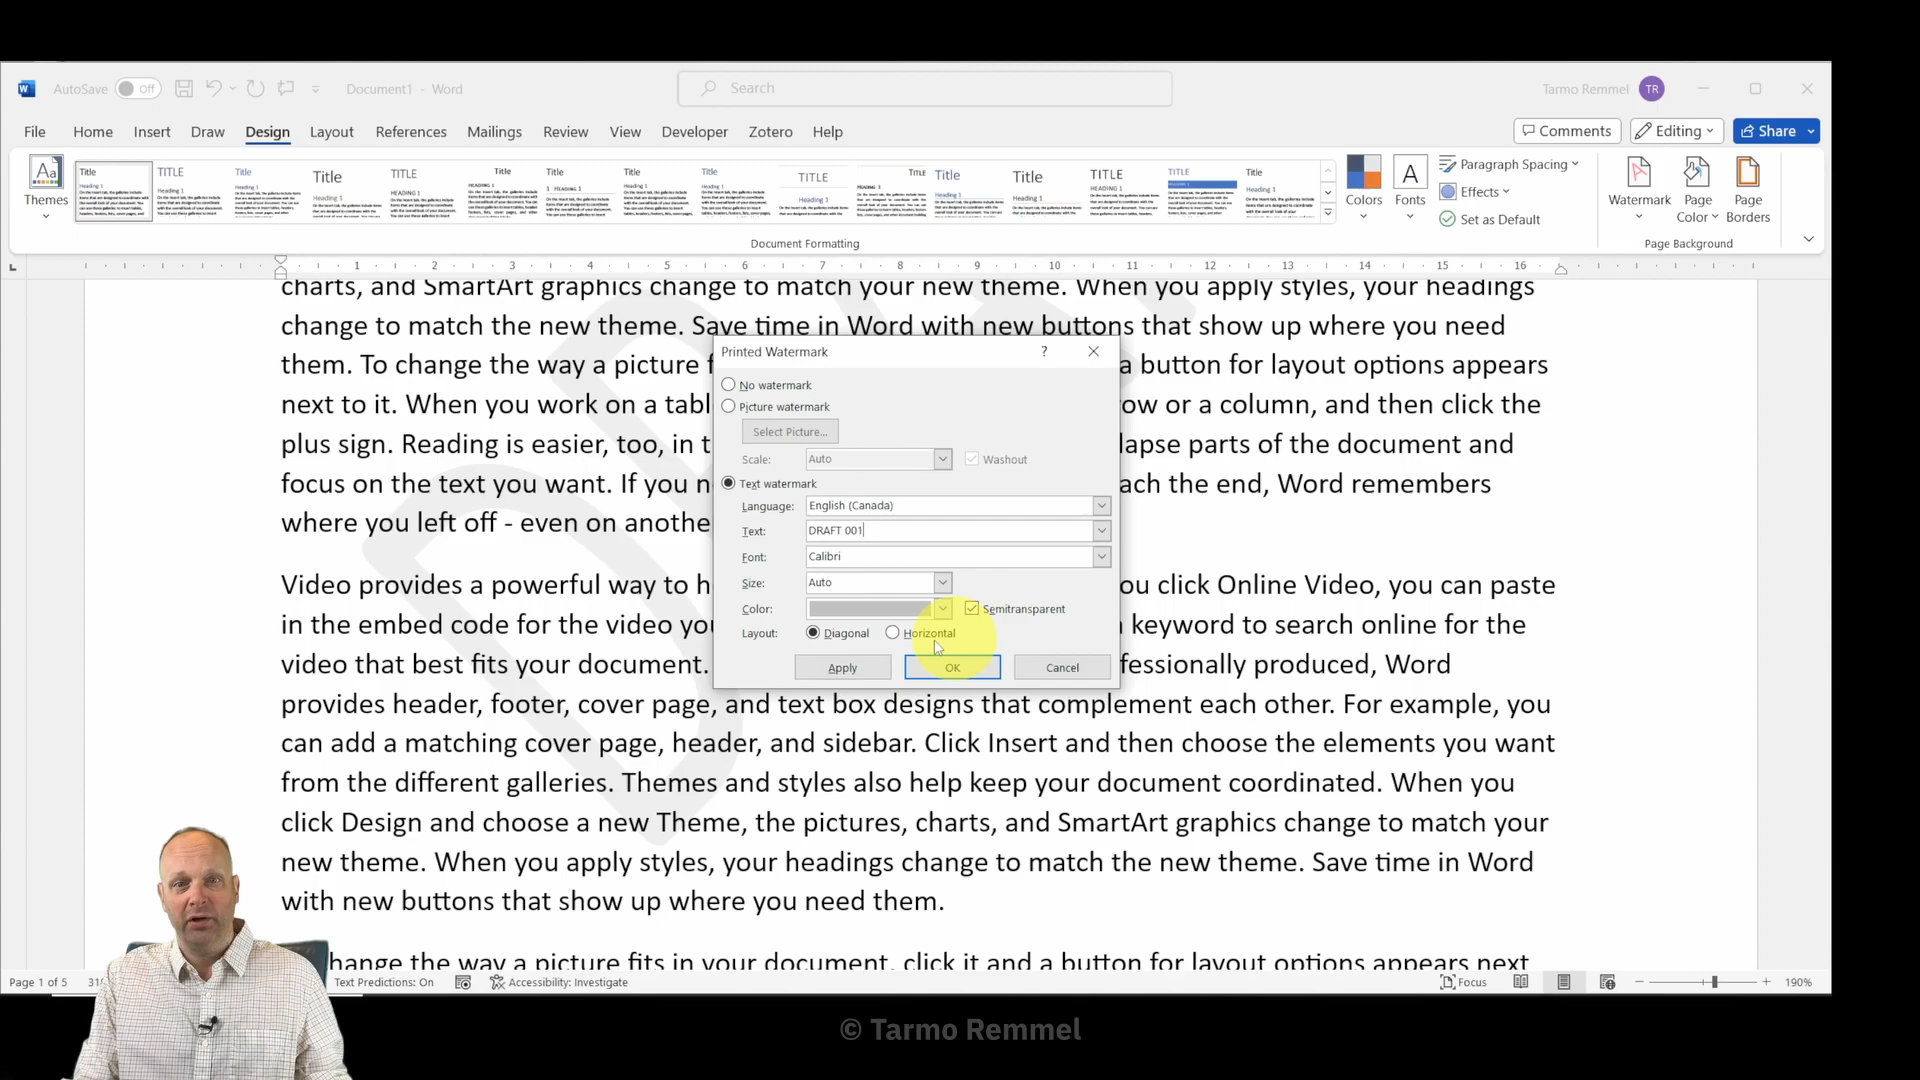 AutoSave Off Document1 - Word Search Tarmo Remmel TR
File Home Insert Draw Design Layout References Mailings Review View Developer Zotero Help Comments Editing Share
Themes
Colors
Fonts
Paragraph Spacing
Effects
Set as Default
Watermark
Page Color
Page Borders
Document Formatting
Page Background
1 2 3 4 5 6 7 8 9 10 11 12 13 14 15 16
charts, and SmartArt graphics change to match your new theme. When you apply styles, your headings
change to match the new theme. Save time in Word with new buttons that show up where you need
them. To change the way a picture f a button for layout options appears
next to it. When you work on a tabl ow or a column, and then click the
plus sign. Reading is easier, too, in t lapse parts of the document and
focus on the text you want. If you n ach the end, Word remembers
where you left off - even on anothe
Printed Watermark ?
No watermark
Picture watermark
Select Picture...
Scale: Auto Washout
Text watermark
Language: English (Canada)
Text: DRAFT 001
Font: Calibri
Size: Auto
Color: Semitransparent
Layout: Diagonal Horizontal
Apply OK Cancel
Video provides a powerful way to h ou click Online Video, you can paste
in the embed code for the video yo keyword to search online for the
video that best fits your document. fessionally produced, Word
provides header, footer, cover page, and text box designs that complement each other. For example, you
can add a matching cover page, header, and sidebar. Click Insert and then choose the elements you want
from the different galleries. Themes and styles also help keep your document coordinated. When you
click Design and choose a new Theme, the pictures, charts, and SmartArt graphics change to match your
new theme. When you apply styles, your headings change to match the new theme. Save time in Word
with new buttons that show up where you need them.
hange the way a picture fits in your document, click it and a button for layout options appears next
Page 1 of 5 Text Predictions: On Accessibility: Investigate Focus 190%
© Tarmo Remmel